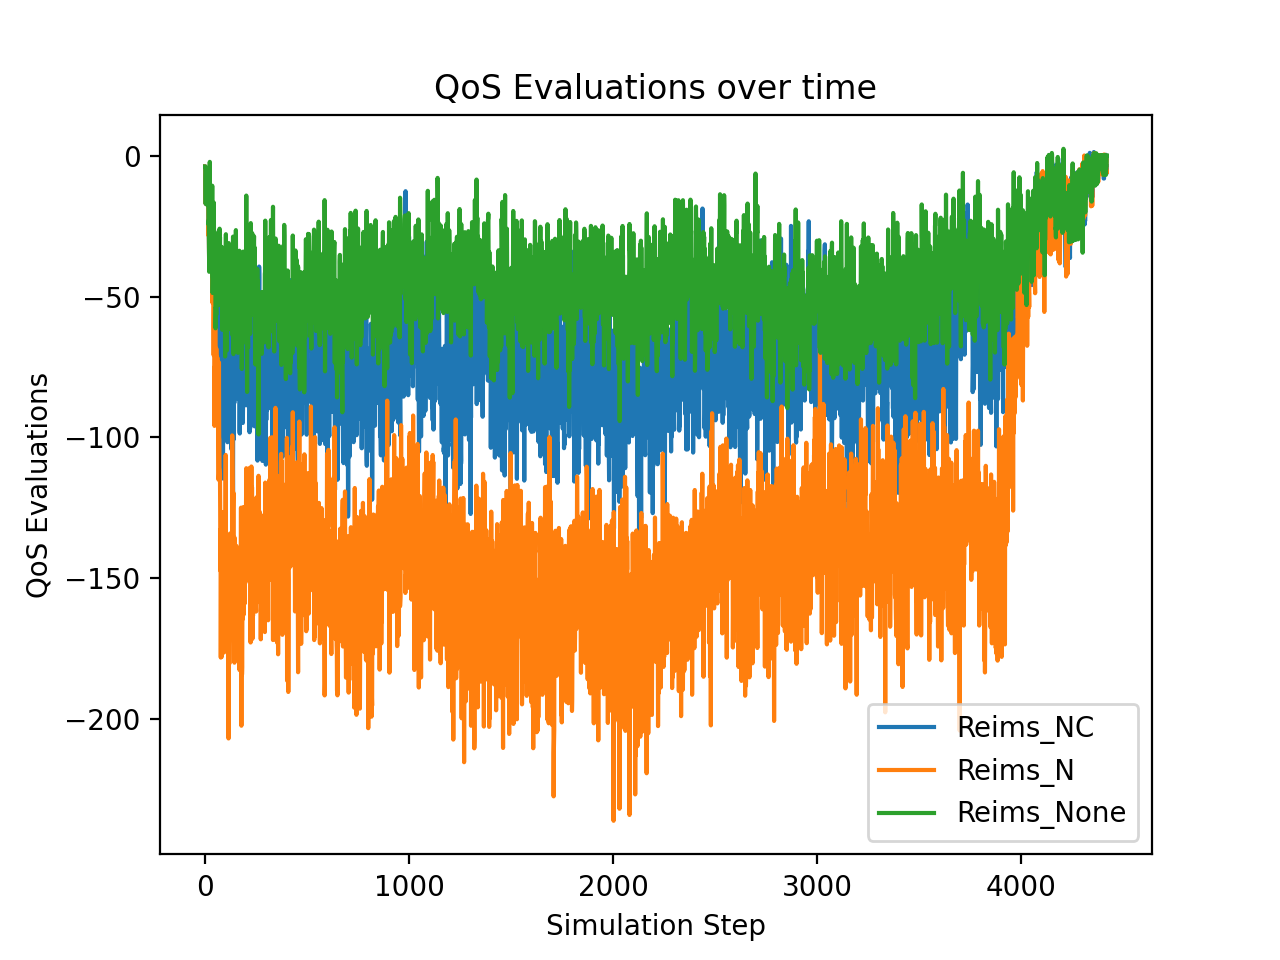 QoS Evaluations over time
QoS Evaluations
0
−50
−100
−150
−200
0
1000
2000
3000
4000
Simulation Step
Reims_NC
Reims_N
Reims_None